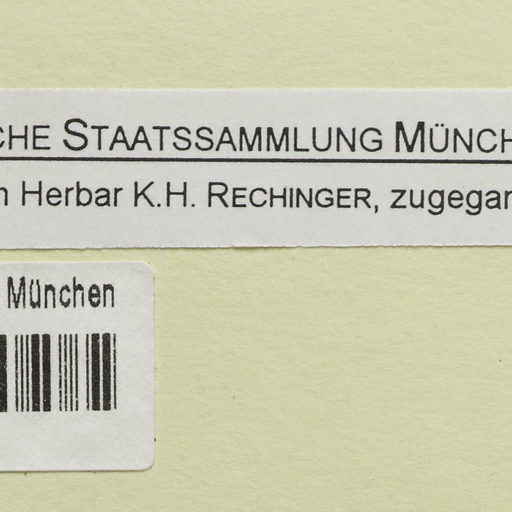 CHE STAATSSAMMLUNG MÜNCH
m Herbar K.H. RECHINGER, zugegan
München